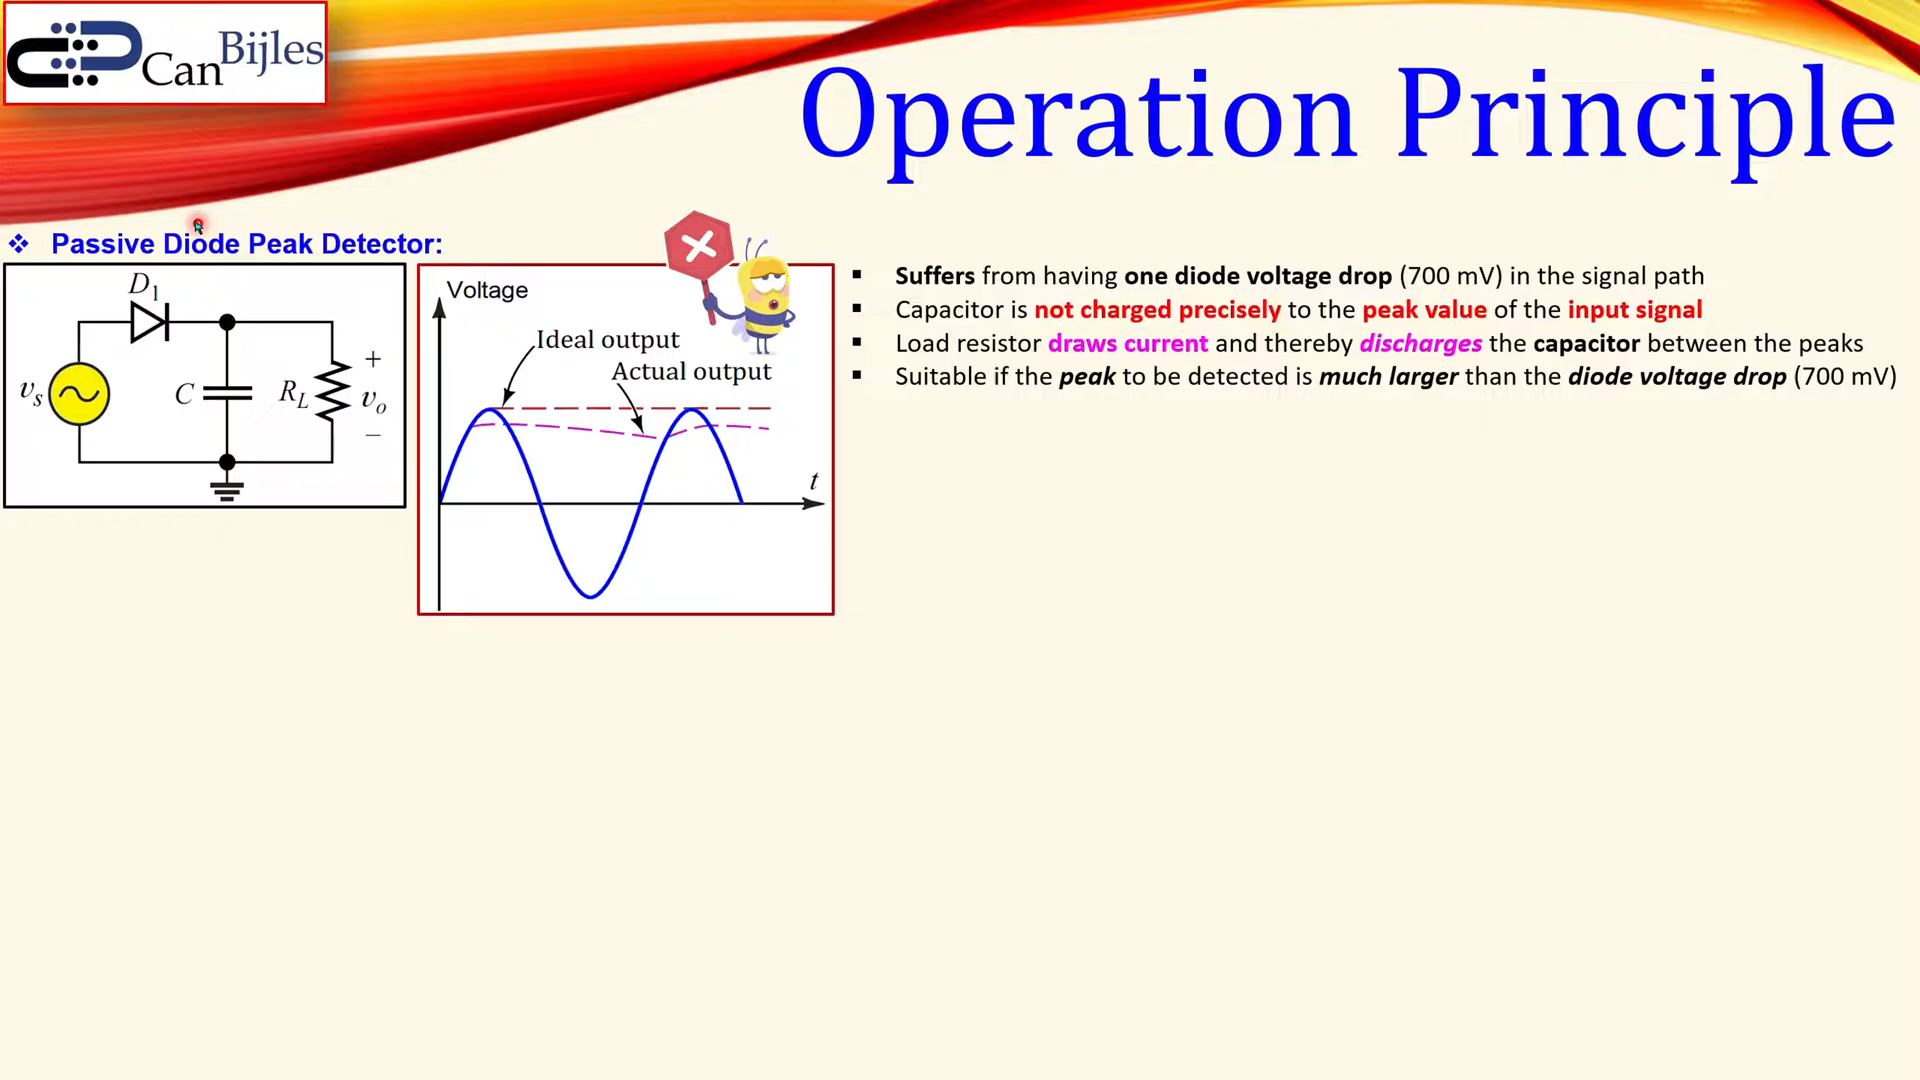 Can Bijles
Operation Principle
❖ Passive Diode Peak Detector:
D₁
vₛ
C
R_L
+
vₒ
−
Voltage
Ideal output
Actual output
t
▪ Suffers from having one diode voltage drop (700 mV) in the signal path
▪ Capacitor is not charged precisely to the peak value of the input signal
▪ Load resistor draws current and thereby discharges the capacitor between the peaks
▪ Suitable if the peak to be detected is much larger than the diode voltage drop (700 mV)